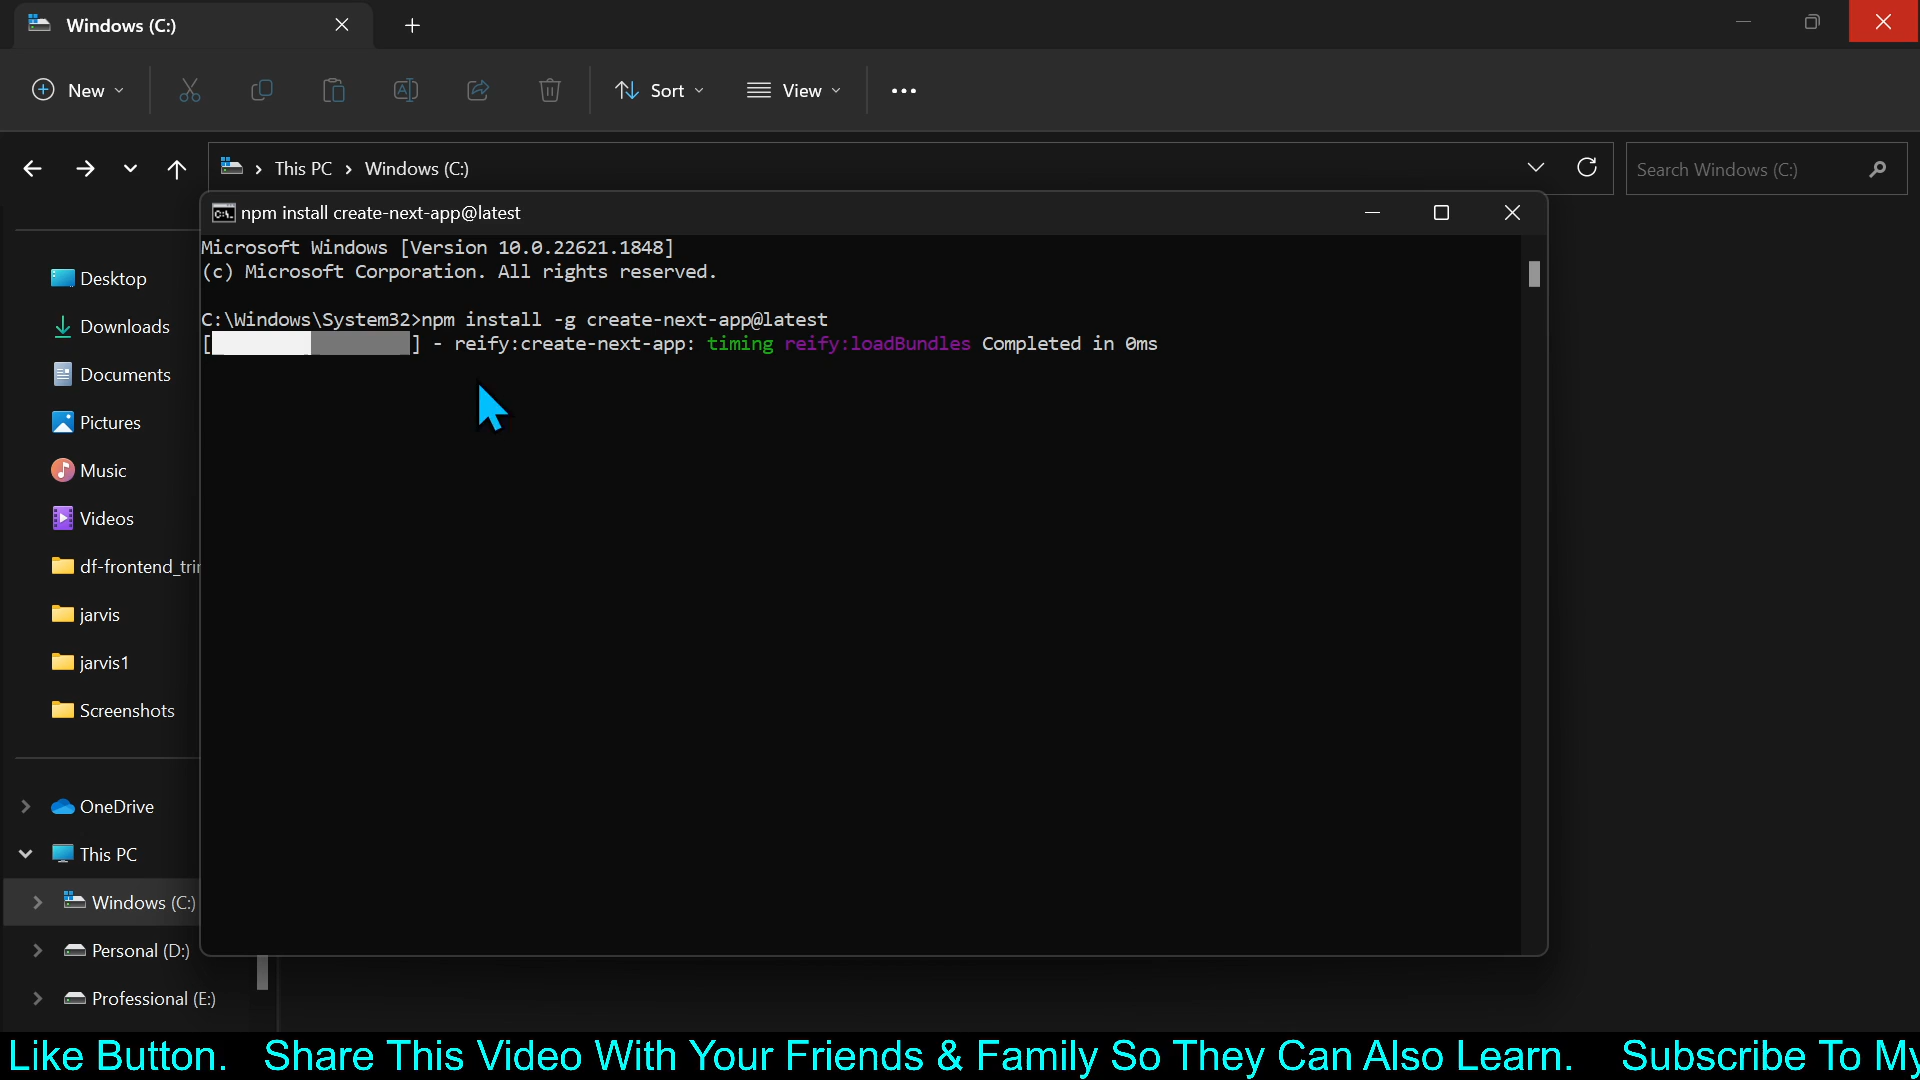 Windows (C:)
New
Sort
View
This PC
Windows (C:)
Search Windows (C:)
npm install create-next-app@latest
Microsoft Windows [Version 10.0.22621.1848]
(c) Microsoft Corporation. All rights reserved.
C:\Windows\System32>npm install -g create-next-app@latest
[ ] - reify:create-next-app: timing reify:loadBundles Completed in 0ms
Desktop
Downloads
Documents
Pictures
Music
Videos
df-frontend_trir
jarvis
jarvis1
Screenshots
OneDrive
This PC
Windows (C:)
Personal (D:)
Professional (E:)
Like Button. Share This Video With Your Friends & Family So They Can Also Learn. Subscribe To My